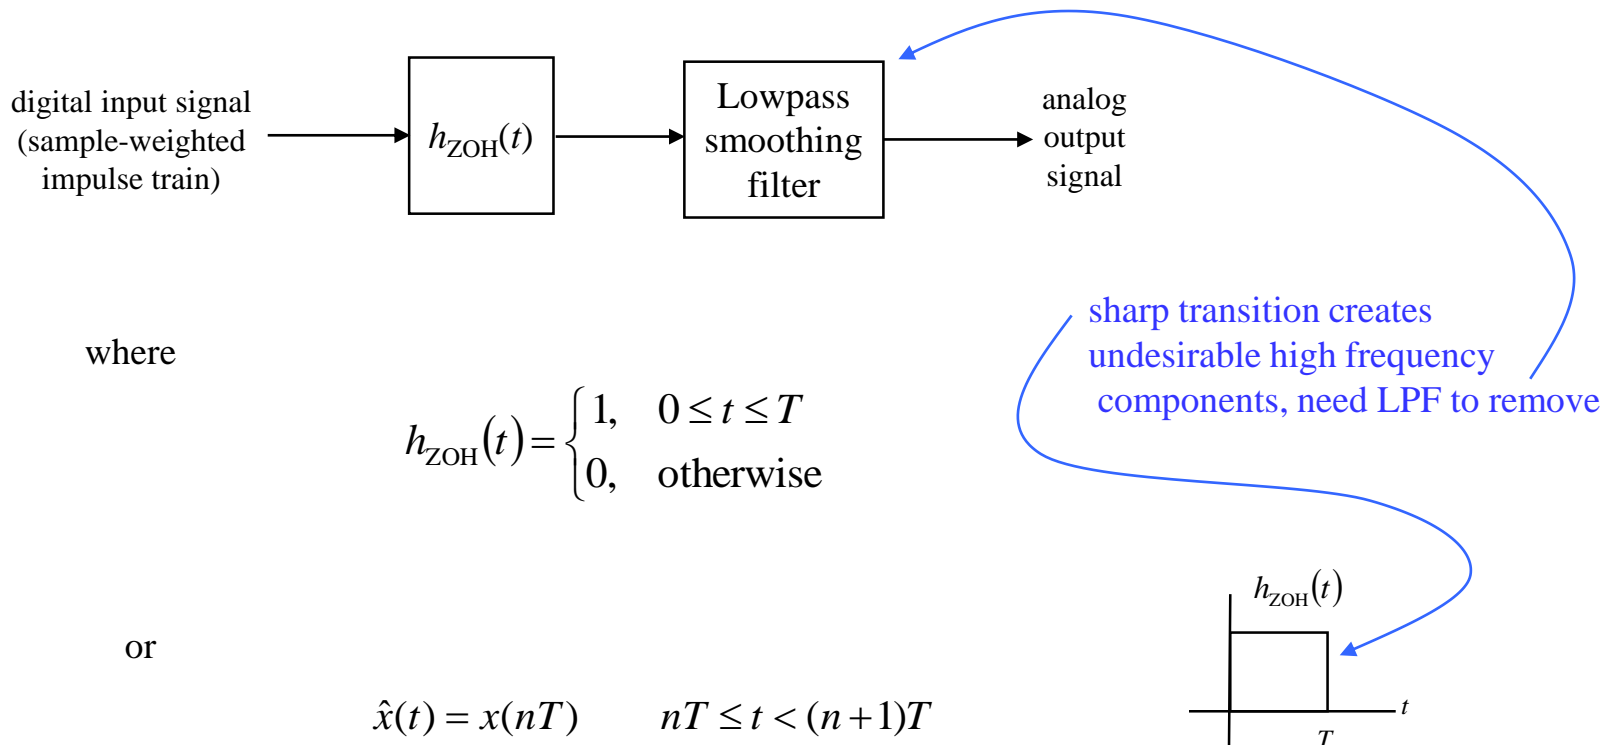 digital input signal
(sample-weighted
impulse train)
h_ZOH(t)
Lowpass
smoothing
filter
analog
output
signal
sharp transition creates
undesirable high frequency
components, need LPF to remove
where
h_ZOH(t) = { 1, 0 ≤ t ≤ T
0, otherwise
h_ZOH(t)
or
x̂(t) = x(nT) nT ≤ t < (n+1)T
t
T